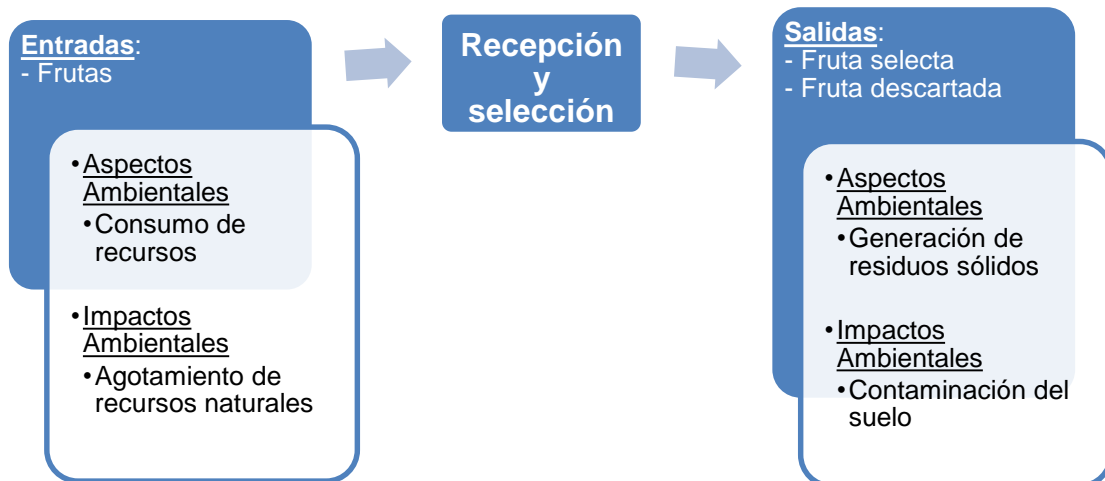 Entradas:
- Frutas
•Aspectos
Ambientales
•Consumo de
recursos
•Impactos
Ambientales
•Agotamiento de
recursos naturales
Recepción
y
selección
Salidas:
- Fruta selecta
- Fruta descartada
•Aspectos
Ambientales
•Generación de
residuos sólidos
•Impactos
Ambientales
•Contaminación del
suelo